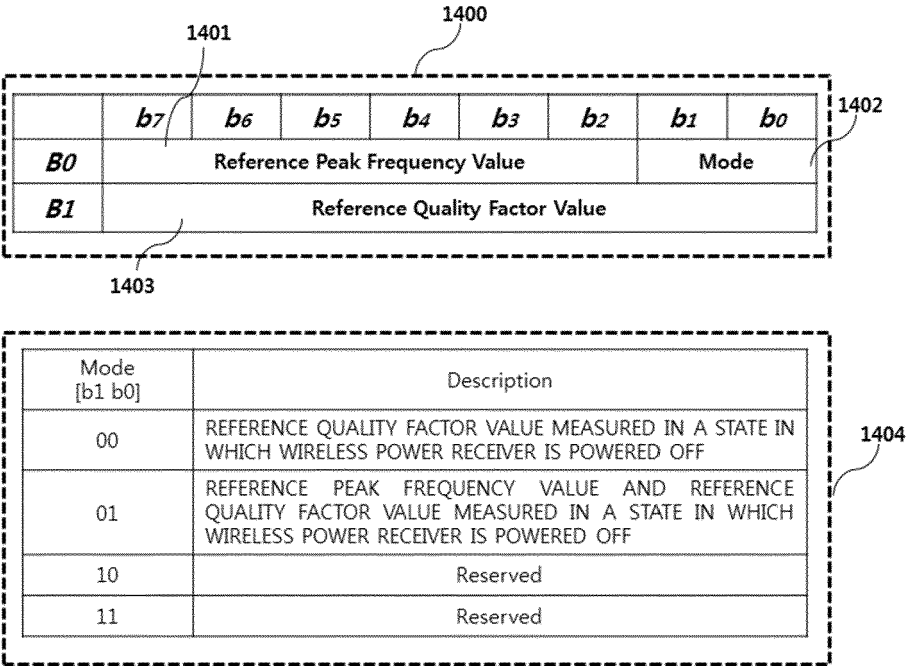 1400
1401
b7 b6 b5 b4 b3 b2 b1 b0
1402
B0 Reference Peak Frequency Value Mode
B1 Reference Quality Factor Value
1403
Mode
[b1 b0]
Description
00
REFERENCE QUALITY FACTOR VALUE MEASURED IN A STATE IN
WHICH WIRELESS POWER RECEIVER IS POWERED OFF
1404
01
REFERENCE PEAK FREQUENCY VALUE AND REFERENCE
QUALITY FACTOR VALUE MEASURED IN A STATE IN WHICH
WIRELESS POWER RECEIVER IS POWERED OFF
10 Reserved
11 Reserved